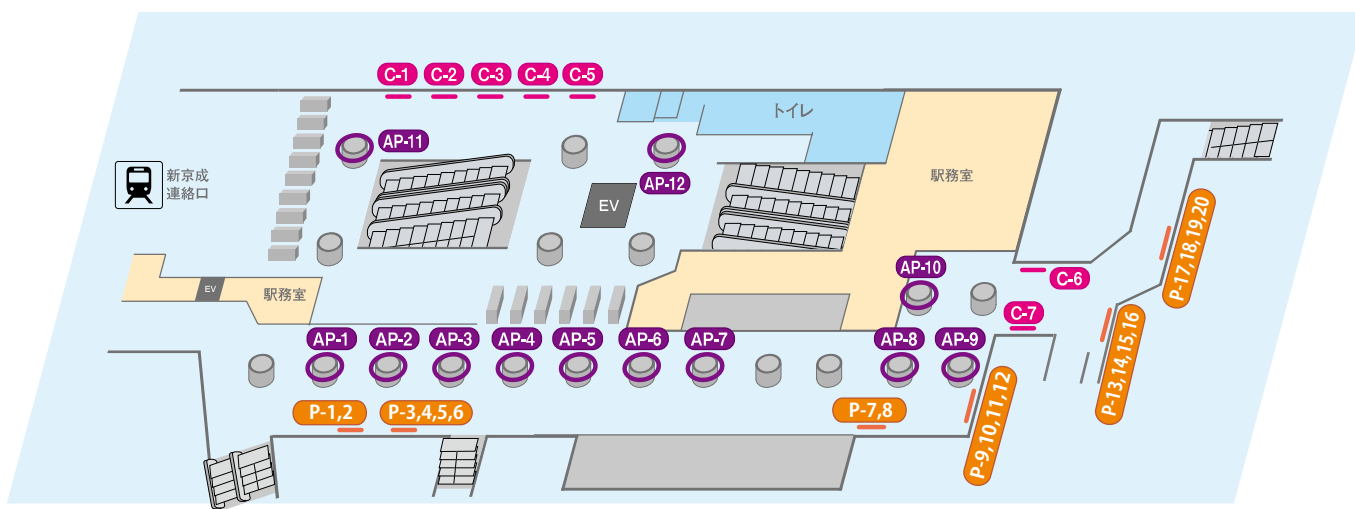 C-1
C-2
C-3
C-4
C-5
トイレ
AP-11
AP-12
新京成
連絡口
EV
駅務室
P-17,18,19,20
AP-10
C-6
EV
駅務室
C-7
P-13,14,15,16
AP-1
AP-2
AP-3
AP-4
AP-5
AP-6
AP-7
AP-8
AP-9
P-1,2
P-3,4,5,6
P-7,8
P-9,10,11,12